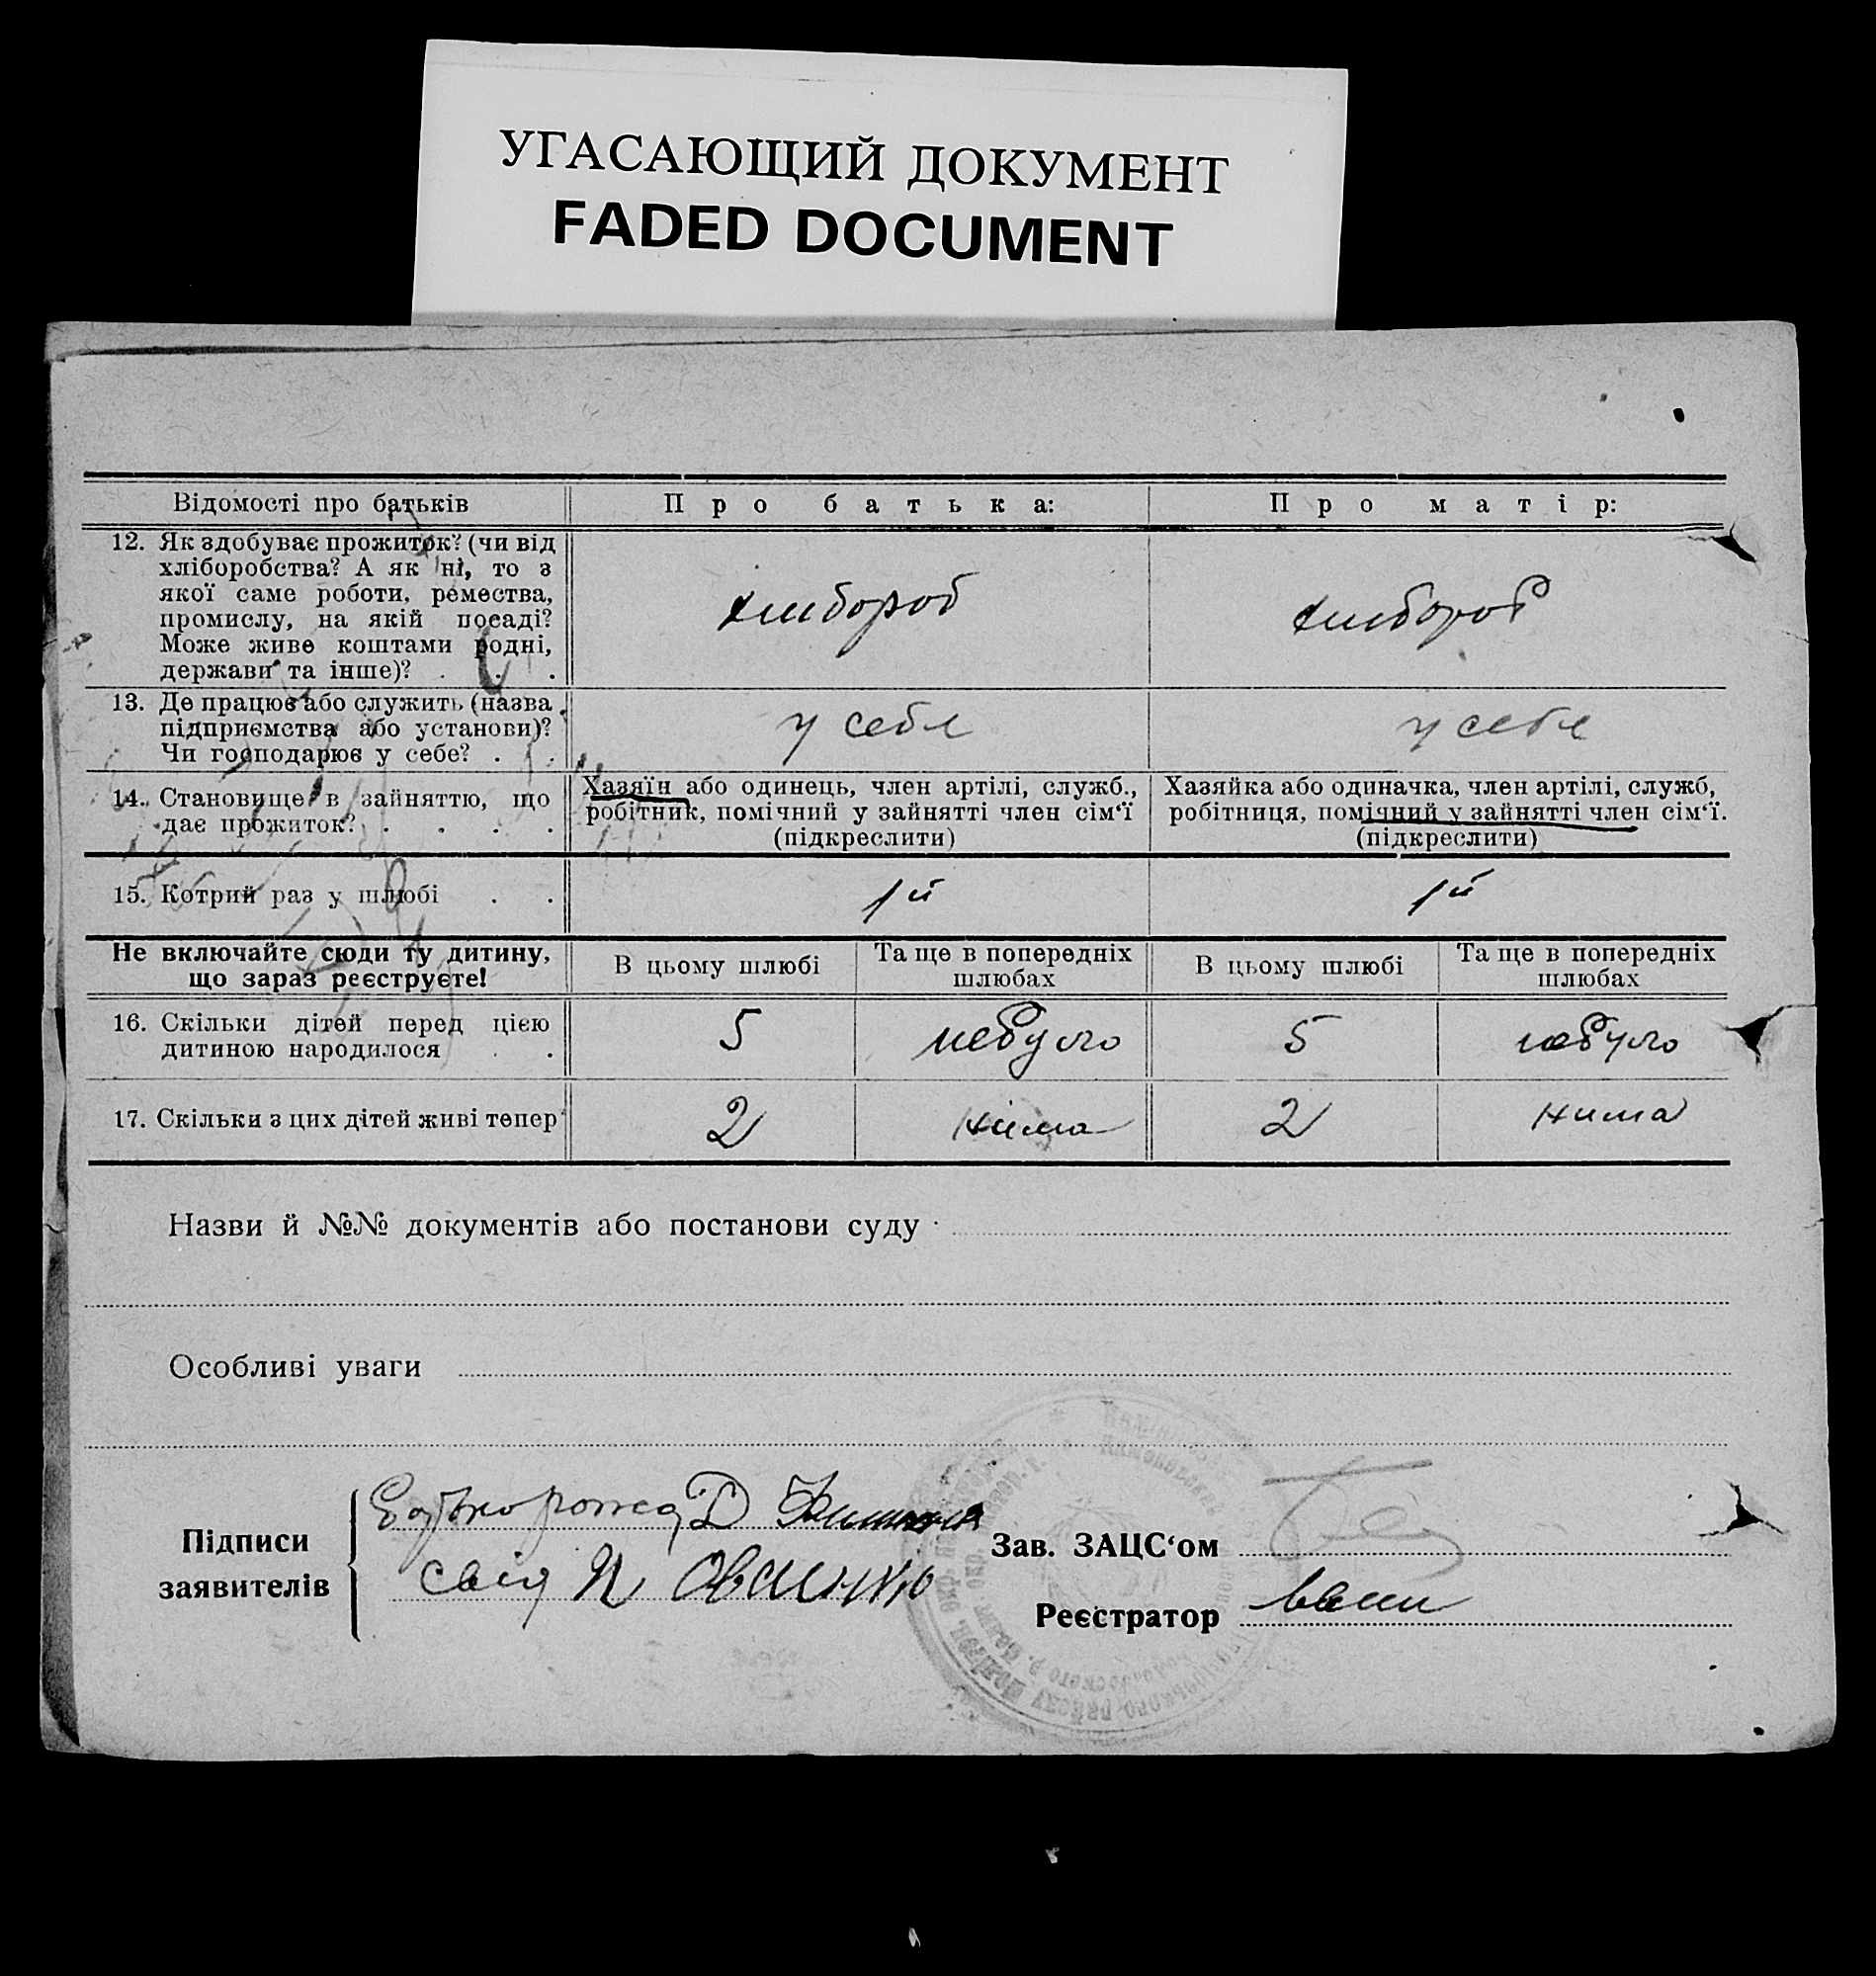 УГАСАЮЩИЙ ДОКУМЕНТ
FADED DOCUMENT
Відомості про батьків
Про батька:
Про матір:
12. Як здобуває прожиток? (чи від
хліборобства? А як ні, то з
якої саме роботи, ремества,
промислу, на якій посаді?
Може живе коштами родні,
держави та інше)? . . .
хлибороб
хлибороб
13. Де працює або служить (назва
підприємства або установи)?
Чи господарює у себе? . .
у себя
у себя
14. Становище в зайняттю, що
дає прожиток? . . . .
Хазяїн або одинець, член артілі, служб.,
робітник, помічний у зайнятті член сім‘ї
(підкреслити)
Хазяйка або одиначка, член артілі, служб,
робітниця, помічний у зайнятті член сім‘ї.
(підкреслити)
15. Котрий раз у шлюбі . .
1й
1й
Не включайте сюди ту дитину,
що зараз реєструєте!
В цьому шлюбі
Та ще в попередніх
шлюбах
В цьому шлюбі
Та ще в попередніх
шлюбах
16. Скільки дітей перед цією
дитиною народилося . .
5
небуло
5
небуло
17. Скільки з цих дітей живі тепер
2
нима
2
нима
Назви й №№ документів або постанови суду
Особливі уваги
Підписи
заявителів
Д
свід
Зав. ЗАЦС‘ом
Реєстратор